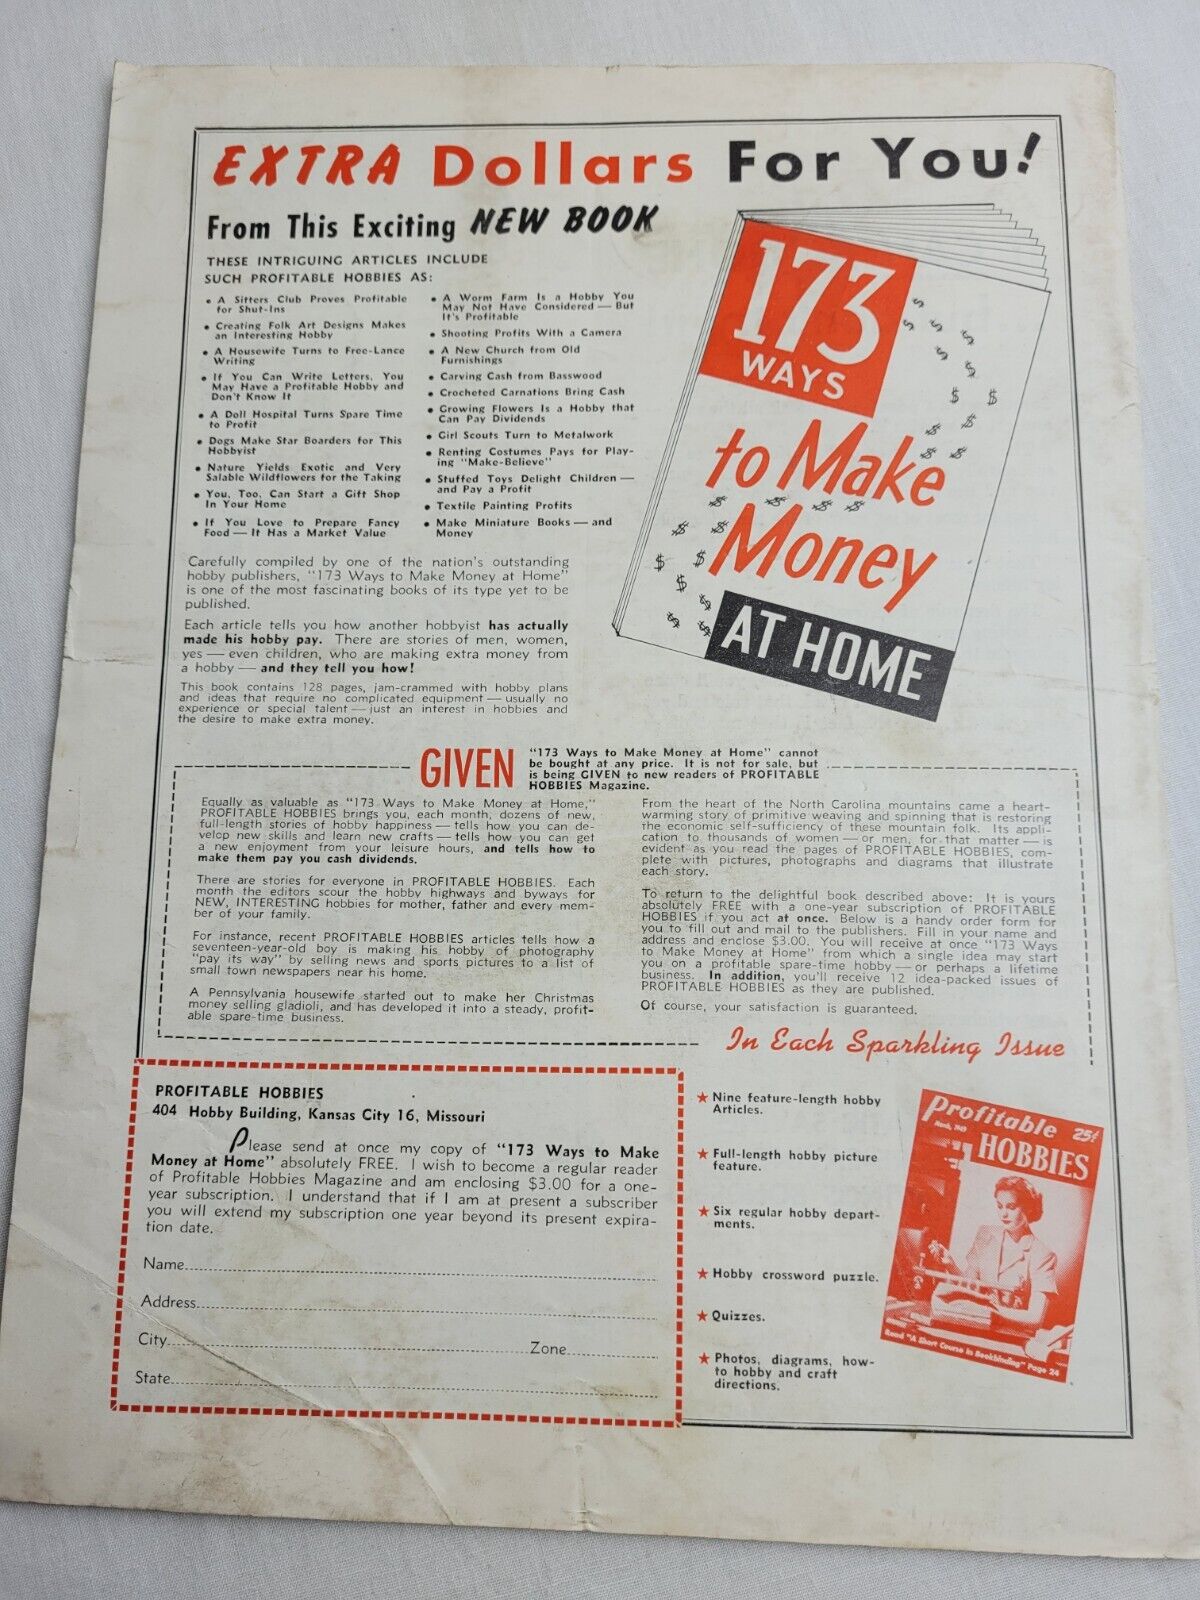 EXTRA Dollars For You!
From This Exciting NEW BOOK
THESE INTRIGUING ARTICLES INCLUDE
SUCH PROFITABLE HOBBIES AS:
• A Sitters Club Proves Profitable
for Shut-Ins
• Creating Folk Art Designs Makes
an Interesting Hobby
• A Housewife Turns to Free-Lance
Writing
• If You Can Write Letters, You
May Have a Profitable Hobby and
Don't Know It
• A Doll Hospital Turns Spare Time
to Profit
• Dogs Make Star Boarders for This
Hobbyist
• Nature Yields Exotic and Very
Salable Wildflowers for the Taking
• You, Too, Can Start a Gift Shop
In Your Home
• If You Love to Prepare Fancy
Food — It Has a Market Value
• A Worm Farm Is a Hobby You
May Not Have Considered — But
It's Profitable
• Shooting Profits With a Camera
• A New Church from Old
Furnishings
• Carving Cash from Basswood
• Crocheted Carnations Bring Cash
• Growing Flowers Is a Hobby that
Can Pay Dividends
• Girl Scouts Turn to Metalwork
• Renting Costumes Pays for Play-
ing "Make-Believe"
• Stuffed Toys Delight Children —
and Pay a Profit
• Textile Painting Profits
• Make Miniature Books — and
Money
173
WAYS
to Make
Money
AT HOME
Carefully compiled by one of the nation's outstanding
hobby publishers, "173 Ways to Make Money at Home"
is one of the most fascinating books of its type yet to be
published.
Each article tells you how another hobbyist has actually
made his hobby pay. There are stories of men, women,
yes — even children, who are making extra money from
a hobby — and they tell you how!
This book contains 128 pages, jam-crammed with hobby plans
and ideas that require no complicated equipment — usually no
experience or special talent — just an interest in hobbies and
the desire to make extra money.
GIVEN
"173 Ways to Make Money at Home" cannot
be bought at any price. It is not for sale, but
is being GIVEN to new readers of PROFITABLE
HOBBIES Magazine.
Equally as valuable as "173 Ways to Make Money at Home,"
PROFITABLE HOBBIES brings you, each month, dozens of new,
full-length stories of hobby happiness — tells how you can de-
velop new skills and learn new crafts — tells how you can get
a new enjoyment from your leisure hours, and tells how to
make them pay you cash dividends.
There are stories for everyone in PROFITABLE HOBBIES. Each
month the editors scour the hobby highways and byways for
NEW, INTERESTING hobbies for mother, father and every mem-
ber of your family.
For instance, recent PROFITABLE HOBBIES articles tells how a
seventeen-year-old boy is making his hobby of photography
"pay its way" by selling news and sports pictures to a list of
small town newspapers near his home.
A Pennsylvania housewife started out to make her Christmas
money selling gladioli, and has developed it into a steady, profit-
able spare-time business.
From the heart of the North Carolina mountains came a heart-
warming story of primitive weaving and spinning that is restoring
the economic self-sufficiency of these mountain folk. Its appli-
cation to thousands of women — or men, for that matter — is
evident as you read the pages of PROFITABLE HOBBIES, com-
plete with pictures, photographs and diagrams that illustrate
each story.
To return to the delightful book described above: It is yours
absolutely FREE with a one-year subscription of PROFITABLE
HOBBIES if you act at once. Below is a handy order form for
you to fill out and mail to the publishers. Fill in your name and
address and enclose $3.00. You will receive at once "173 Ways
to Make Money at Home" from which a single idea may start
you on a profitable spare-time hobby — or perhaps a lifetime
business. In addition, you'll receive 12 idea-packed issues of
PROFITABLE HOBBIES as they are published.
Of course, your satisfaction is guaranteed.
In Each Sparkling Issue
PROFITABLE HOBBIES
404 Hobby Building, Kansas City 16, Missouri
Please send at once my copy of "173 Ways to Make
Money at Home" absolutely FREE. I wish to become a regular reader
of Profitable Hobbies Magazine and am enclosing $3.00 for a one-
year subscription. I understand that if I am at present a subscriber
you will extend my subscription one year beyond its present expira-
tion date.
Name
Address
City Zone
State
★ Nine feature-length hobby
Articles.
★ Full-length hobby picture
feature.
★ Six regular hobby depart-
ments.
★ Hobby crossword puzzle.
★ Quizzes.
★ Photos, diagrams, how-
to hobby and craft
directions.
Profitable 25¢
March, 1949
HOBBIES
Read "A Short Course in Bookbinding" Page 24